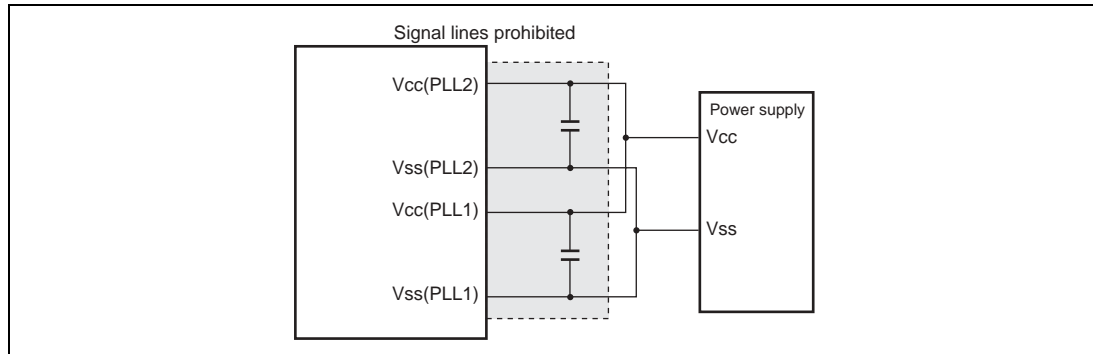 Signal lines prohibited
Vcc(PLL2)
Power supply
Vcc
Vss(PLL2)
Vcc(PLL1)
Vss
Vss(PLL1)